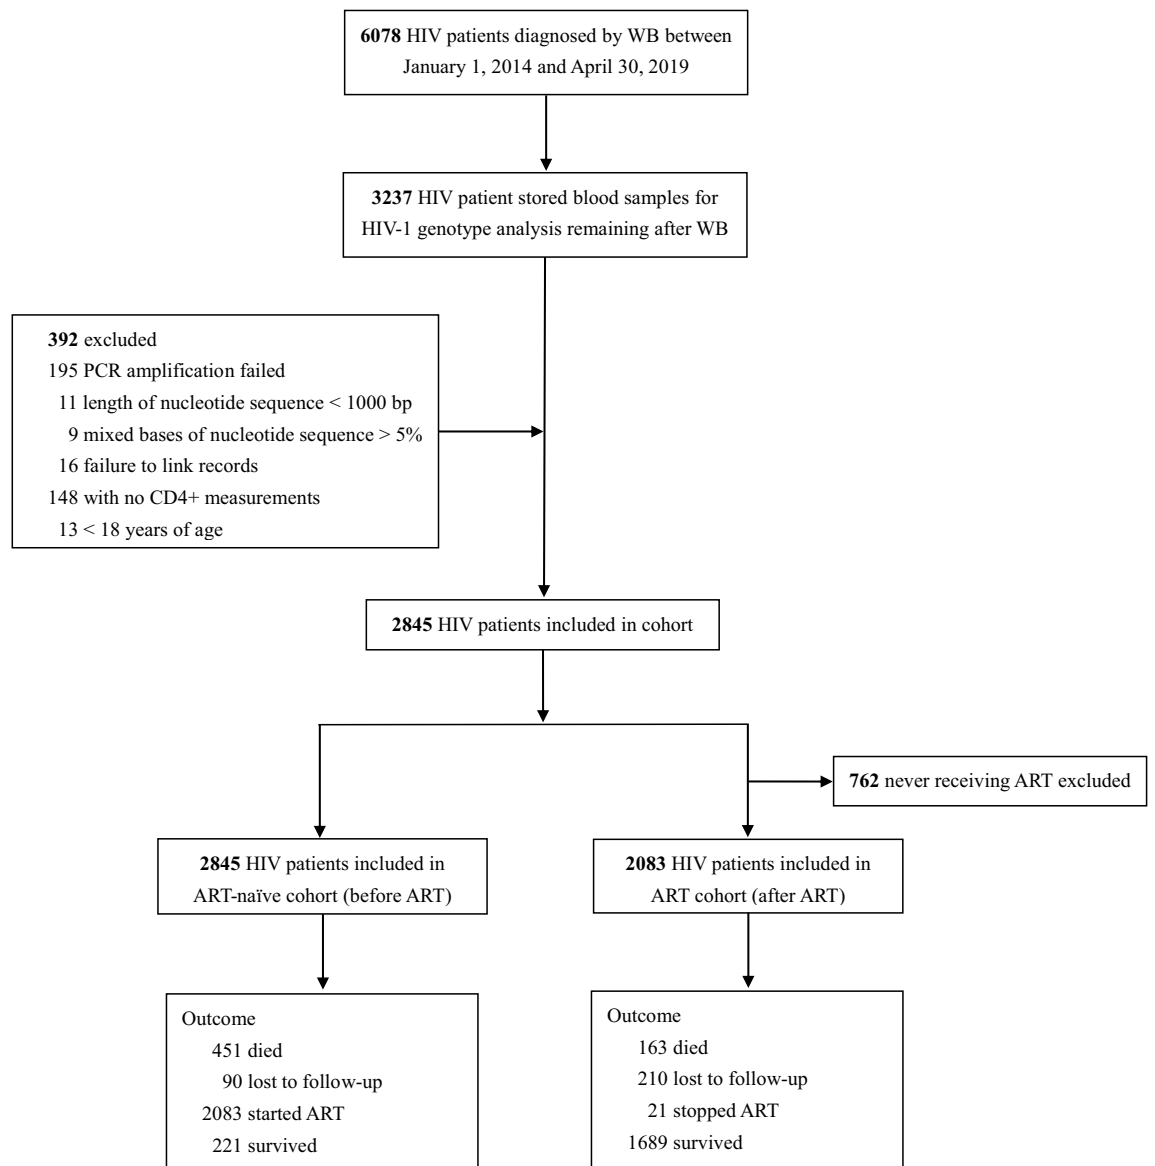 6078 HIV patients diagnosed by WB between
January 1, 2014 and April 30, 2019
3237 HIV patient stored blood samples for
HIV-1 genotype analysis remaining after WB
392 excluded
195 PCR amplification failed
11 length of nucleotide sequence < 1000 bp
9 mixed bases of nucleotide sequence > 5%
16 failure to link records
148 with no CD4+ measurements
13 < 18 years of age
2845 HIV patients included in cohort
762 never receiving ART excluded
2845 HIV patients included in
ART-naïve cohort (before ART)
2083 HIV patients included in
ART cohort (after ART)
Outcome
451 died
90 lost to follow-up
2083 started ART
221 survived
Outcome
163 died
210 lost to follow-up
21 stopped ART
1689 survived